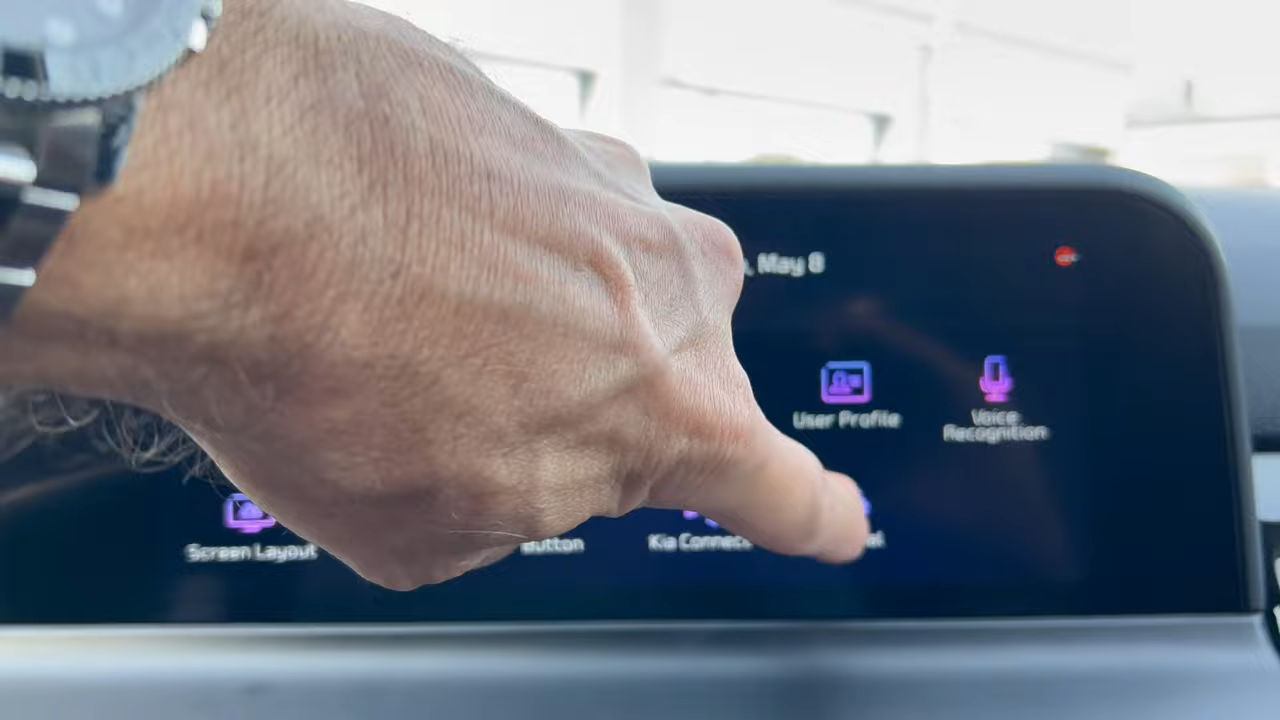 , May 8
User Profile
Voice
Recognition
Screen Layout
Button
Kia Connect